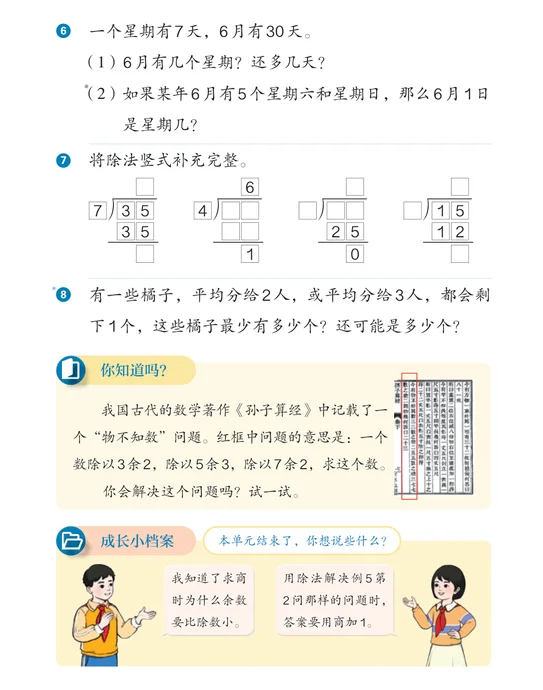 6 一个星期有7天，6月有30天。
（1）6月有几个星期？还多几天？
*（2）如果某年6月有5个星期六和星期日，那么6月1日
是星期几？
7 将除法竖式补充完整。
6
7 3 5 4 1 5
3 5 2 5 1 2
1 0
*8 有一些橘子，平均分给2人，或平均分给3人，都会剩
下1个，这些橘子最少有多少个？还可能是多少个？
你知道吗？
我国古代的数学著作《孙子算经》中记载了一
个“物不知数”问题。红框中问题的意思是：一个
数除以3余2，除以5余3，除以7余2，求这个数。
你会解决这个问题吗？试一试。
成长小档案
本单元结束了，你想说些什么？
我知道了求商
时为什么余数
要比除数小。
用除法解决例5第
2问那样的问题时，
答案要用商加1。